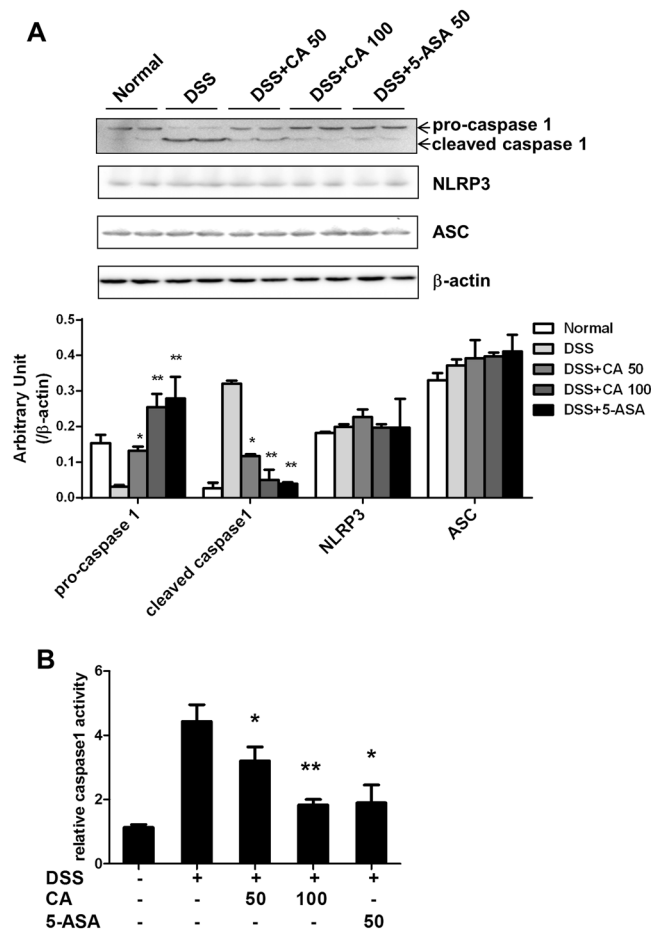 A
Normal DSS DSS+CA 50 DSS+CA 100 DSS+5-ASA 50
pro-caspase 1
cleaved caspase 1
NLRP3
ASC
β-actin
Arbitrary Unit
(/β-actin)
0.5
0.4
0.3
0.2
0.1
0.0
* ** **
* ** **
Normal
DSS
DSS+CA 50
DSS+CA 100
DSS+5-ASA
pro-caspase 1 cleaved caspase1 NLRP3 ASC
B
relative caspase1 activity
6
4
2
0
* ** *
DSS - + + + +
CA - - 50 100 -
5-ASA - - - - 50